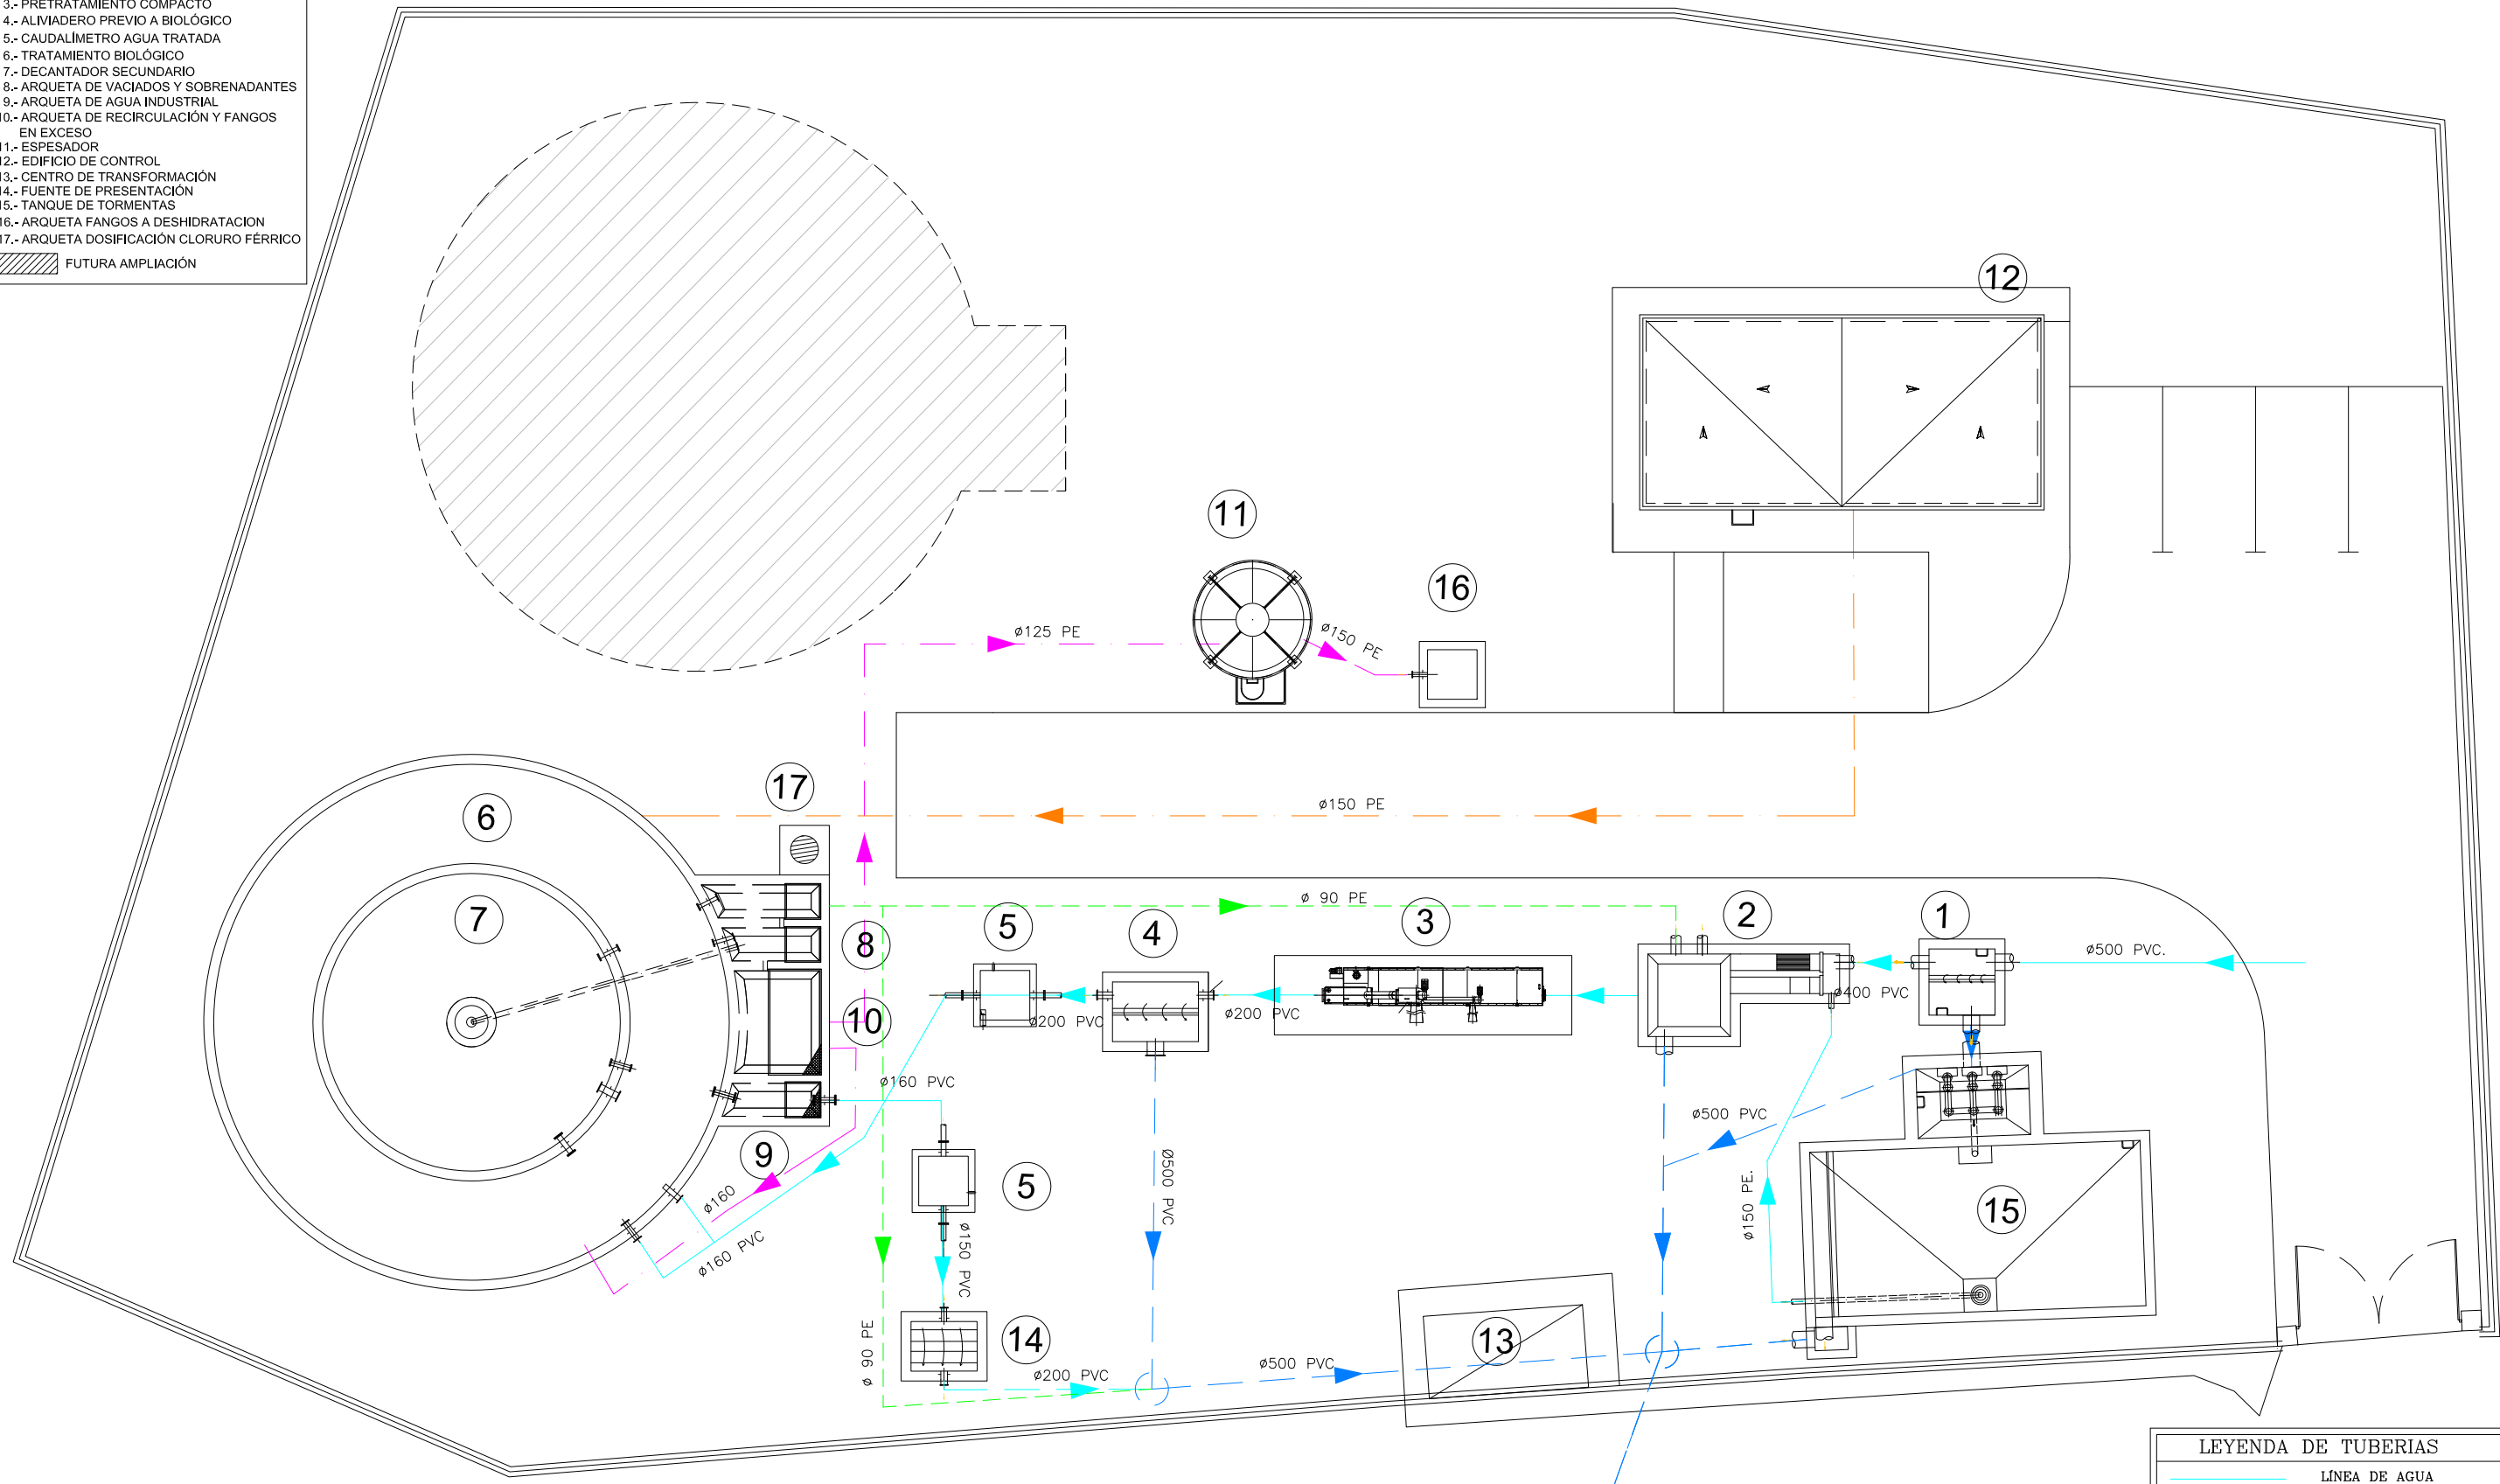 3.- PRETRATAMIENTO COMPACTO
4.- ALIVIADERO PREVIO A BIOLÓGICO
5.- CAUDALÍMETRO AGUA TRATADA
6.- TRATAMIENTO BIOLÓGICO
7.- DECANTADOR SECUNDARIO
8.- ARQUETA DE VACIADOS Y SOBRENADANTES
9.- ARQUETA DE AGUA INDUSTRIAL
10.- ARQUETA DE RECIRCULACIÓN Y FANGOS
EN EXCESO
11.- ESPESADOR
12.- EDIFICIO DE CONTROL
13.- CENTRO DE TRANSFORMACIÓN
14.- FUENTE DE PRESENTACIÓN
15.- TANQUE DE TORMENTAS
16.- ARQUETA FANGOS A DESHIDRATACION
17.- ARQUETA DOSIFICACIÓN CLORURO FÉRRICO
FUTURA AMPLIACIÓN
12
11
16
ø125 PE
ø150 PE
17
6
ø150 PE
7
ø 90 PE
5
4
3
2
1
8
ø500 PVC.
ø400 PVC
10
ø200 PVC
ø200 PVC
ø160 PVC
ø500 PVC
9
ø160
ø160 PVC
5
ø150 PVC
Ø500 PVC
ø150 PE.
15
ø 90 PE
14
ø200 PVC
ø500 PVC
13
LEYENDA DE TUBERIAS
LÍNEA DE AGUA